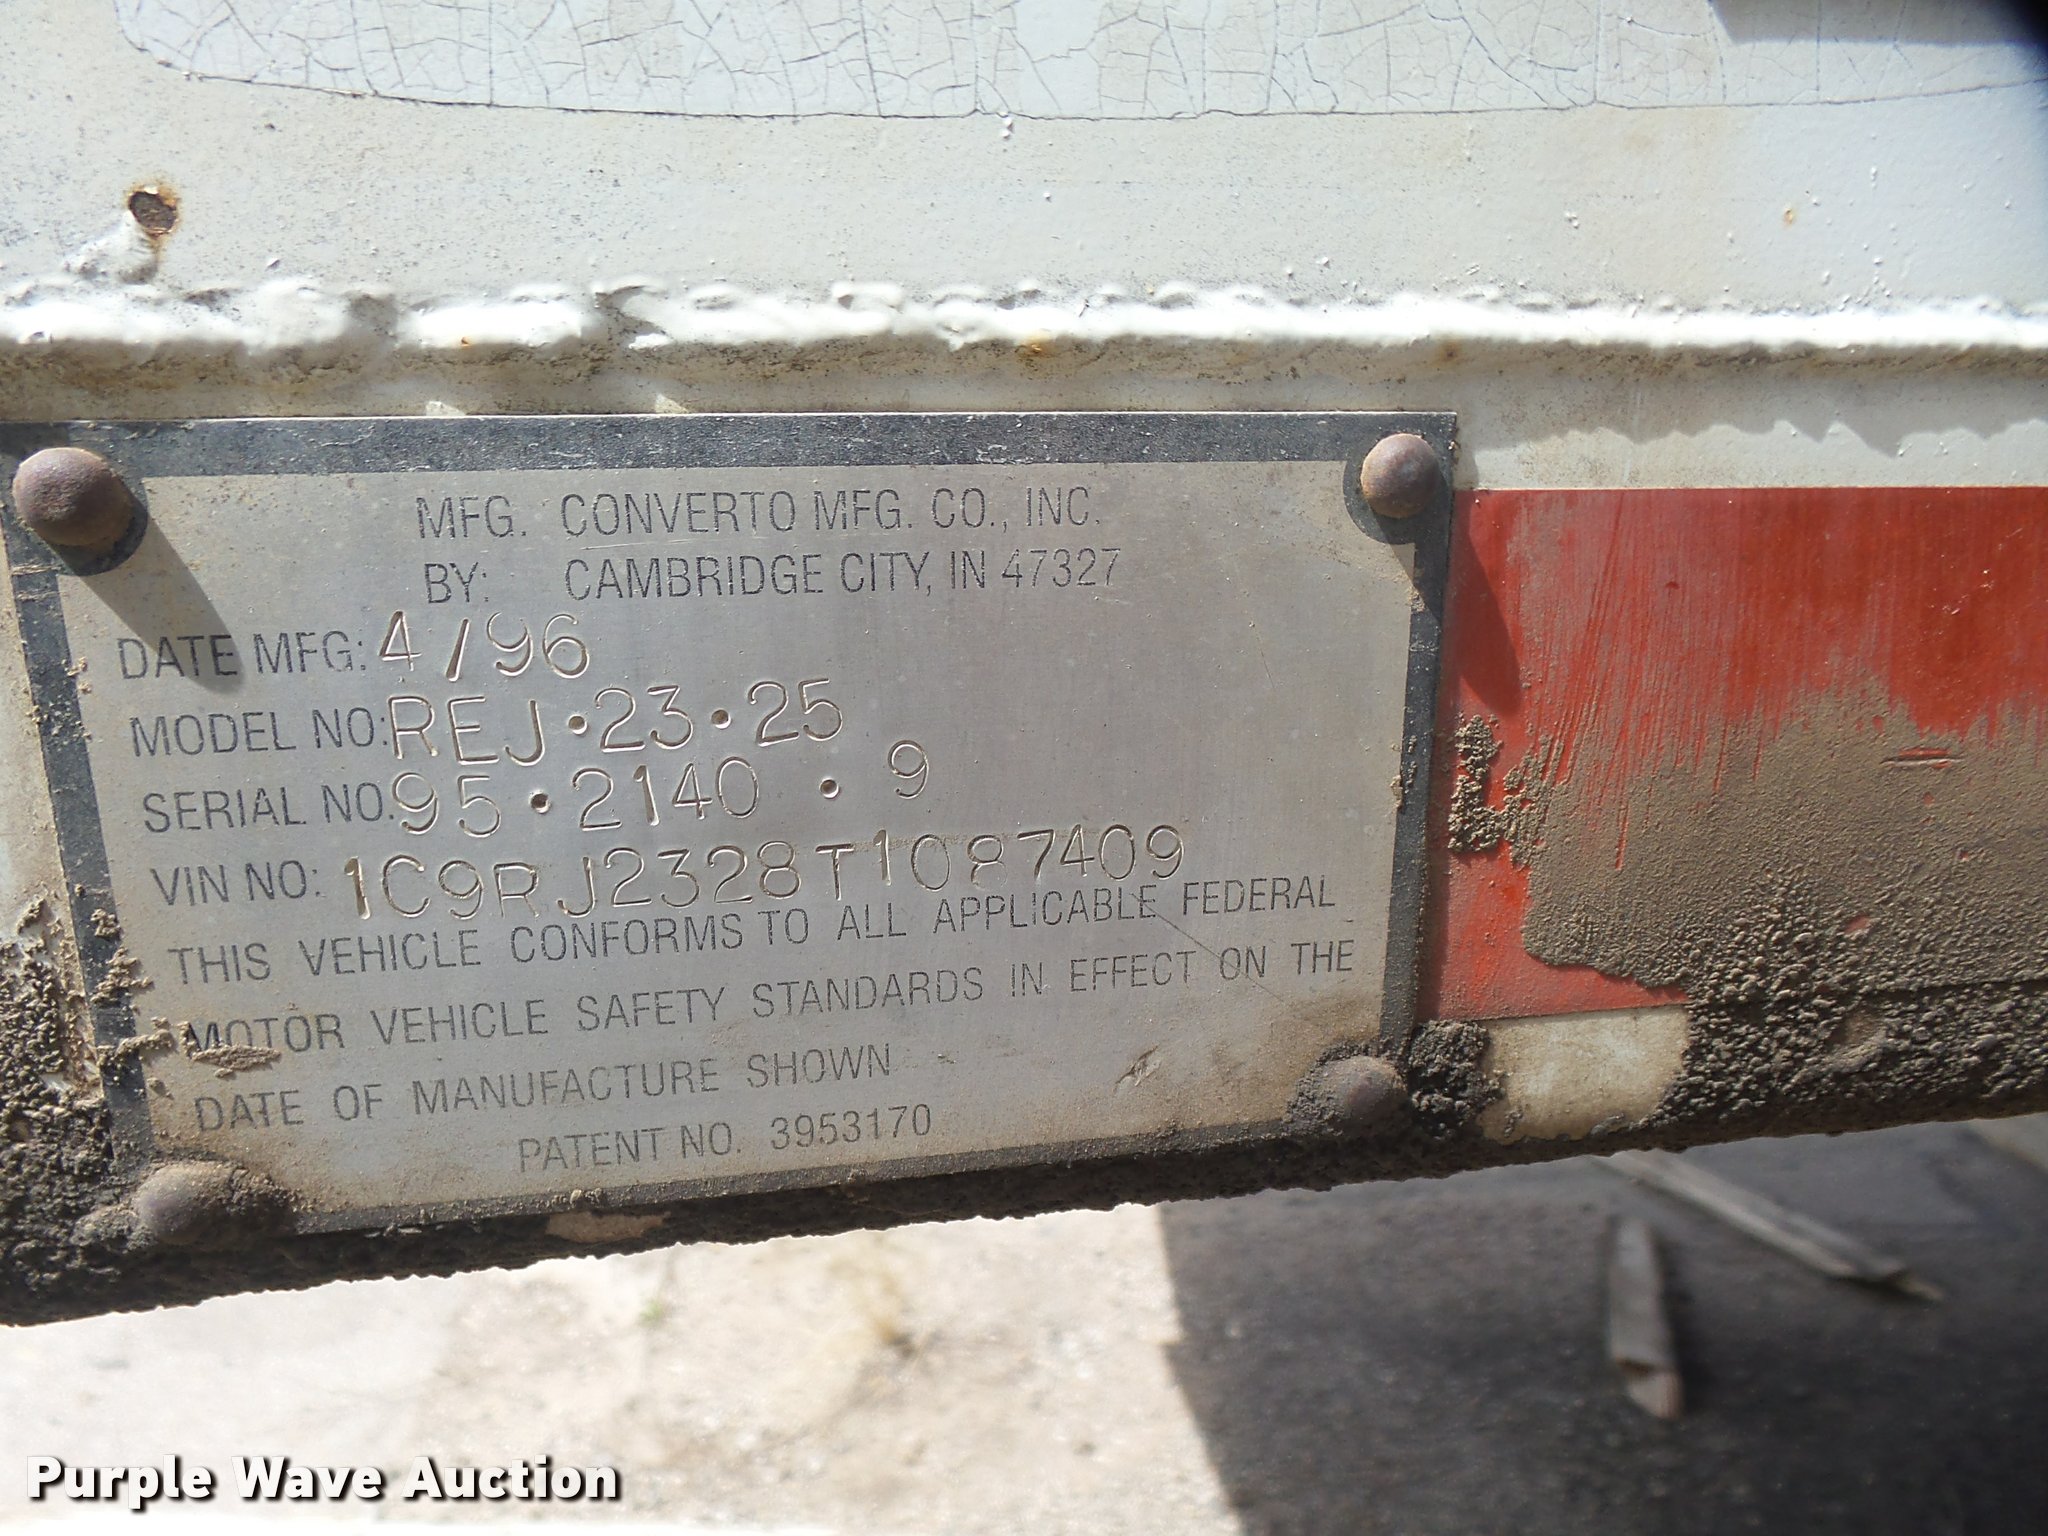 MFG. CONVERTO MFG. CO., INC.
BY: CAMBRIDGE CITY, IN 47327
DATE MFG: 4/96
MODEL NO: REJ•23•25
SERIAL NO. 95•2140•9
VIN NO: 1C9RJ2328T1087409
THIS VEHICLE CONFORMS TO ALL APPLICABLE FEDERAL
MOTOR VEHICLE SAFETY STANDARDS IN EFFECT ON THE
DATE OF MANUFACTURE SHOWN
PATENT NO. 3953170
Purple Wave Auction